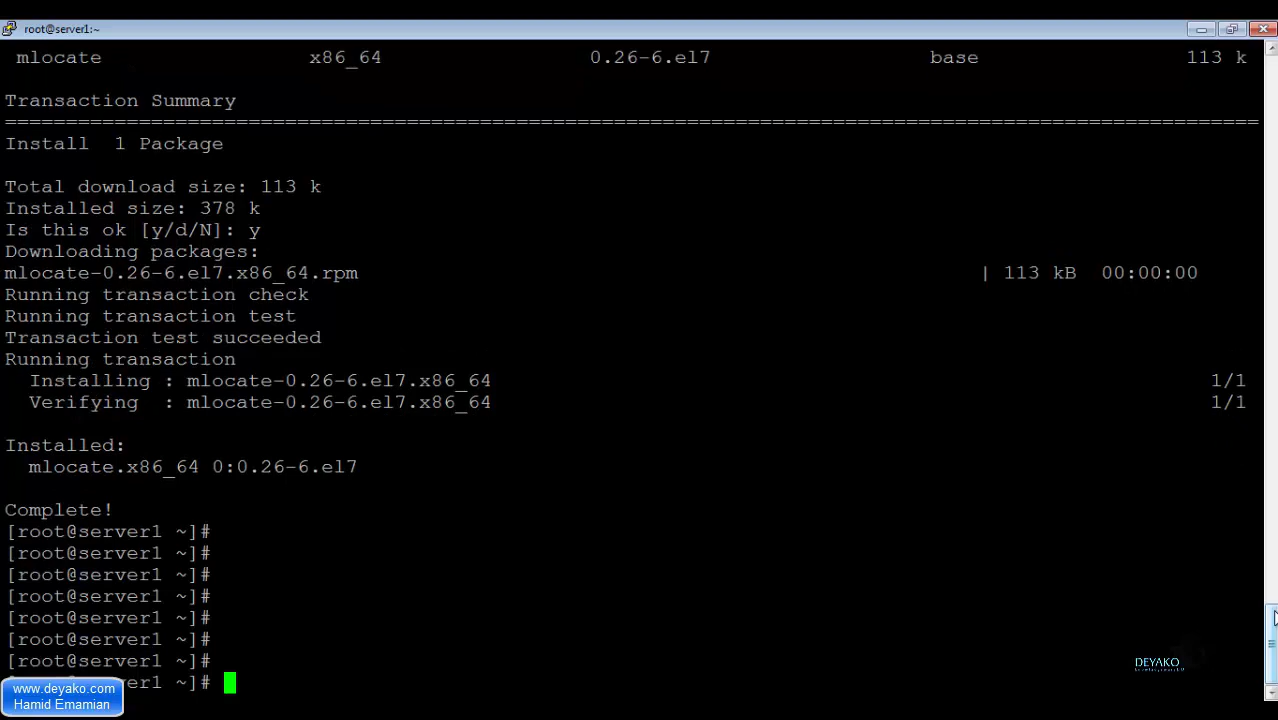 root@server1:~
mlocate x86_64 0.26-6.el7 base 113 k
Transaction Summary
================================================================================
Install 1 Package
Total download size: 113 k
Installed size: 378 k
Is this ok [y/d/N]: y
Downloading packages:
mlocate-0.26-6.el7.x86_64.rpm | 113 kB 00:00:00
Running transaction check
Running transaction test
Transaction test succeeded
Running transaction
Installing : mlocate-0.26-6.el7.x86_64 1/1
Verifying : mlocate-0.26-6.el7.x86_64 1/1
Installed:
mlocate.x86_64 0:0.26-6.el7
Complete!
[root@server1 ~]#
[root@server1 ~]#
[root@server1 ~]#
[root@server1 ~]#
[root@server1 ~]#
[root@server1 ~]#
[root@server1 ~]#
erver1 ~]#
DEYAKO
www.deyako.com
Hamid Emamian